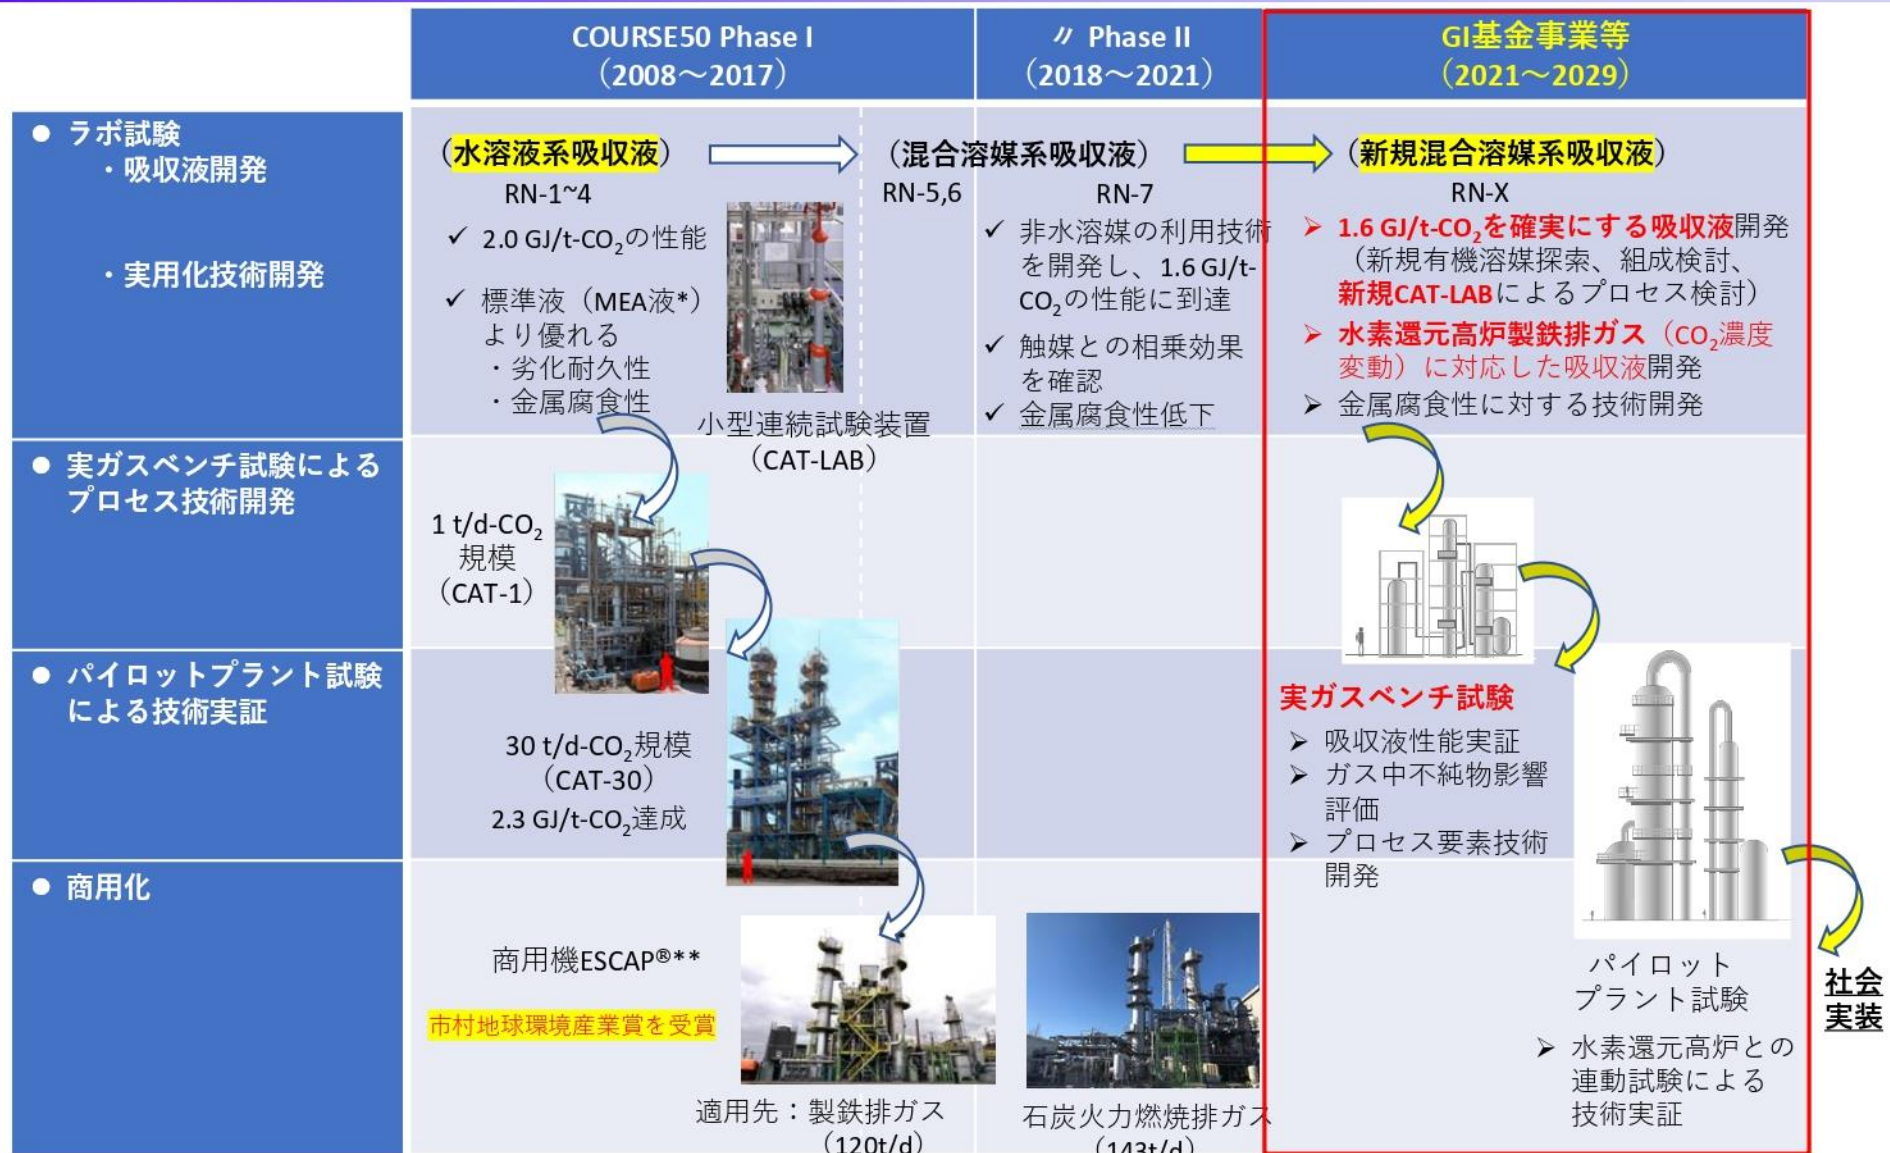 COURSE50 Phase I
（2008～2017）
〃 Phase II
（2018～2021）
GI基金事業等
（2021～2029）
● ラボ試験
・吸収液開発
・実用化技術開発
（水溶液系吸収液）
RN-1~4
✓ 2.0 GJ/t-CO₂の性能
✓ 標準液（MEA液*）
より優れる
・劣化耐久性
・金属腐食性
小型連続試験装置
（CAT-LAB）
（混合溶媒系吸収液）
RN-5,6
RN-7
✓ 非水溶媒の利用技術
を開発し、1.6 GJ/t-
CO₂の性能に到達
✓ 触媒との相乗効果
を確認
✓ 金属腐食性低下
（新規混合溶媒系吸収液）
RN-X
➢ 1.6 GJ/t-CO₂を確実にする吸収液開発
（新規有機溶媒探索、組成検討、
新規CAT-LABによるプロセス検討）
➢ 水素還元高炉製鉄排ガス（CO₂濃度
変動）に対応した吸収液開発
➢ 金属腐食性に対する技術開発
● 実ガスベンチ試験による
プロセス技術開発
1 t/d-CO₂
規模
（CAT-1）
● パイロットプラント試験
による技術実証
30 t/d-CO₂規模
（CAT-30）
2.3 GJ/t-CO₂達成
実ガスベンチ試験
➢ 吸収液性能実証
➢ ガス中不純物影響
評価
➢ プロセス要素技術
開発
● 商用化
商用機ESCAP®**
市村地球環境産業賞を受賞
適用先：製鉄排ガス
（120t/d）
石炭火力燃焼排ガス
（143t/d）
パイロット
プラント試験
➢ 水素還元高炉との
連動試験による
技術実証
社会
実装